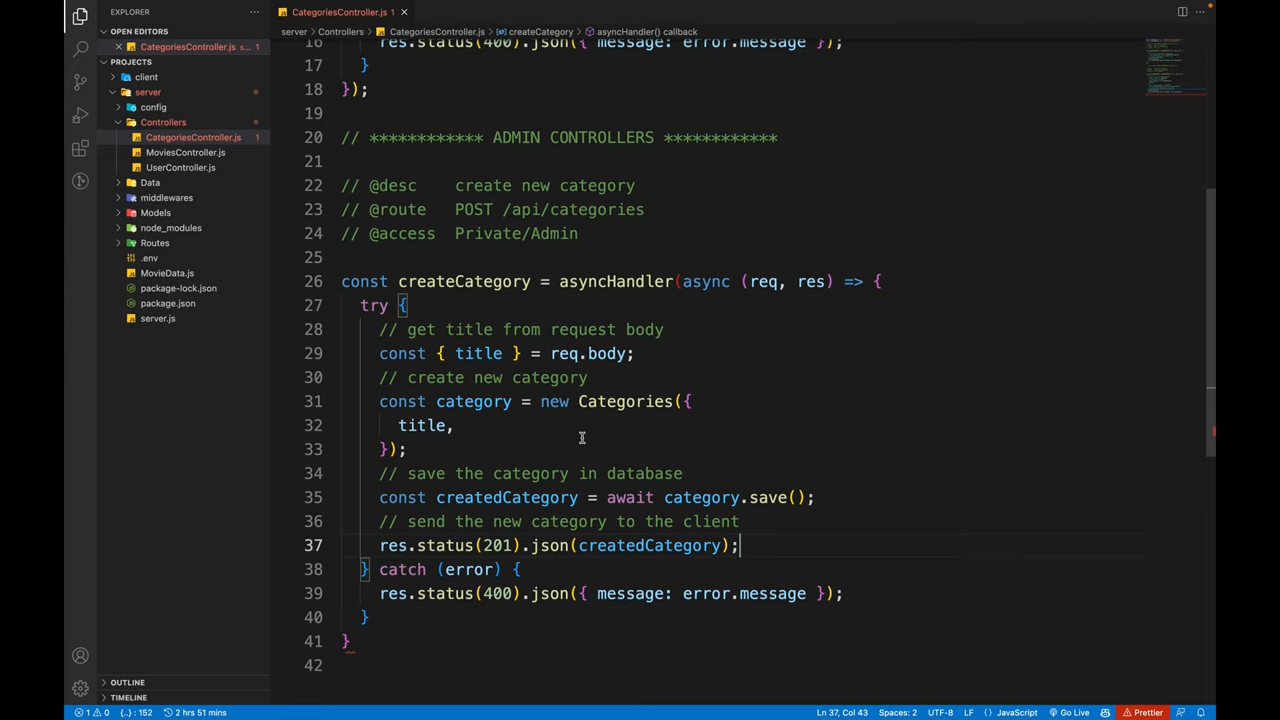 EXPLORER
...
CategoriesController.js 1
OPEN EDITORS
CategoriesController.js s... 1
PROJECTS
client
server
config
Controllers
CategoriesController.js 1
MoviesController.js
UserController.js
Data
middlewares
Models
node_modules
Routes
.env
MovieData.js
package-lock.json
package.json
server.js
OUTLINE
TIMELINE
server > Controllers > CategoriesController.js > createCategory > asyncHandler() callback
16 res.status(400).json({ message: error.message });
17 }
18 });
19
20 // ************ ADMIN CONTROLLERS ************
21
22 // @desc create new category
23 // @route POST /api/categories
24 // @access Private/Admin
25
26 const createCategory = asyncHandler(async (req, res) => {
27 try {
28 // get title from request body
29 const { title } = req.body;
30 // create new category
31 const category = new Categories({
32 title,
33 });
34 // save the category in database
35 const createdCategory = await category.save();
36 // send the new category to the client
37 res.status(201).json(createdCategory);
38 } catch (error) {
39 res.status(400).json({ message: error.message });
40 }
41 }
42
1 0 {..} : 152 2 hrs 51 mins Ln 37, Col 43 Spaces: 2 UTF-8 LF { } JavaScript Go Live Prettier